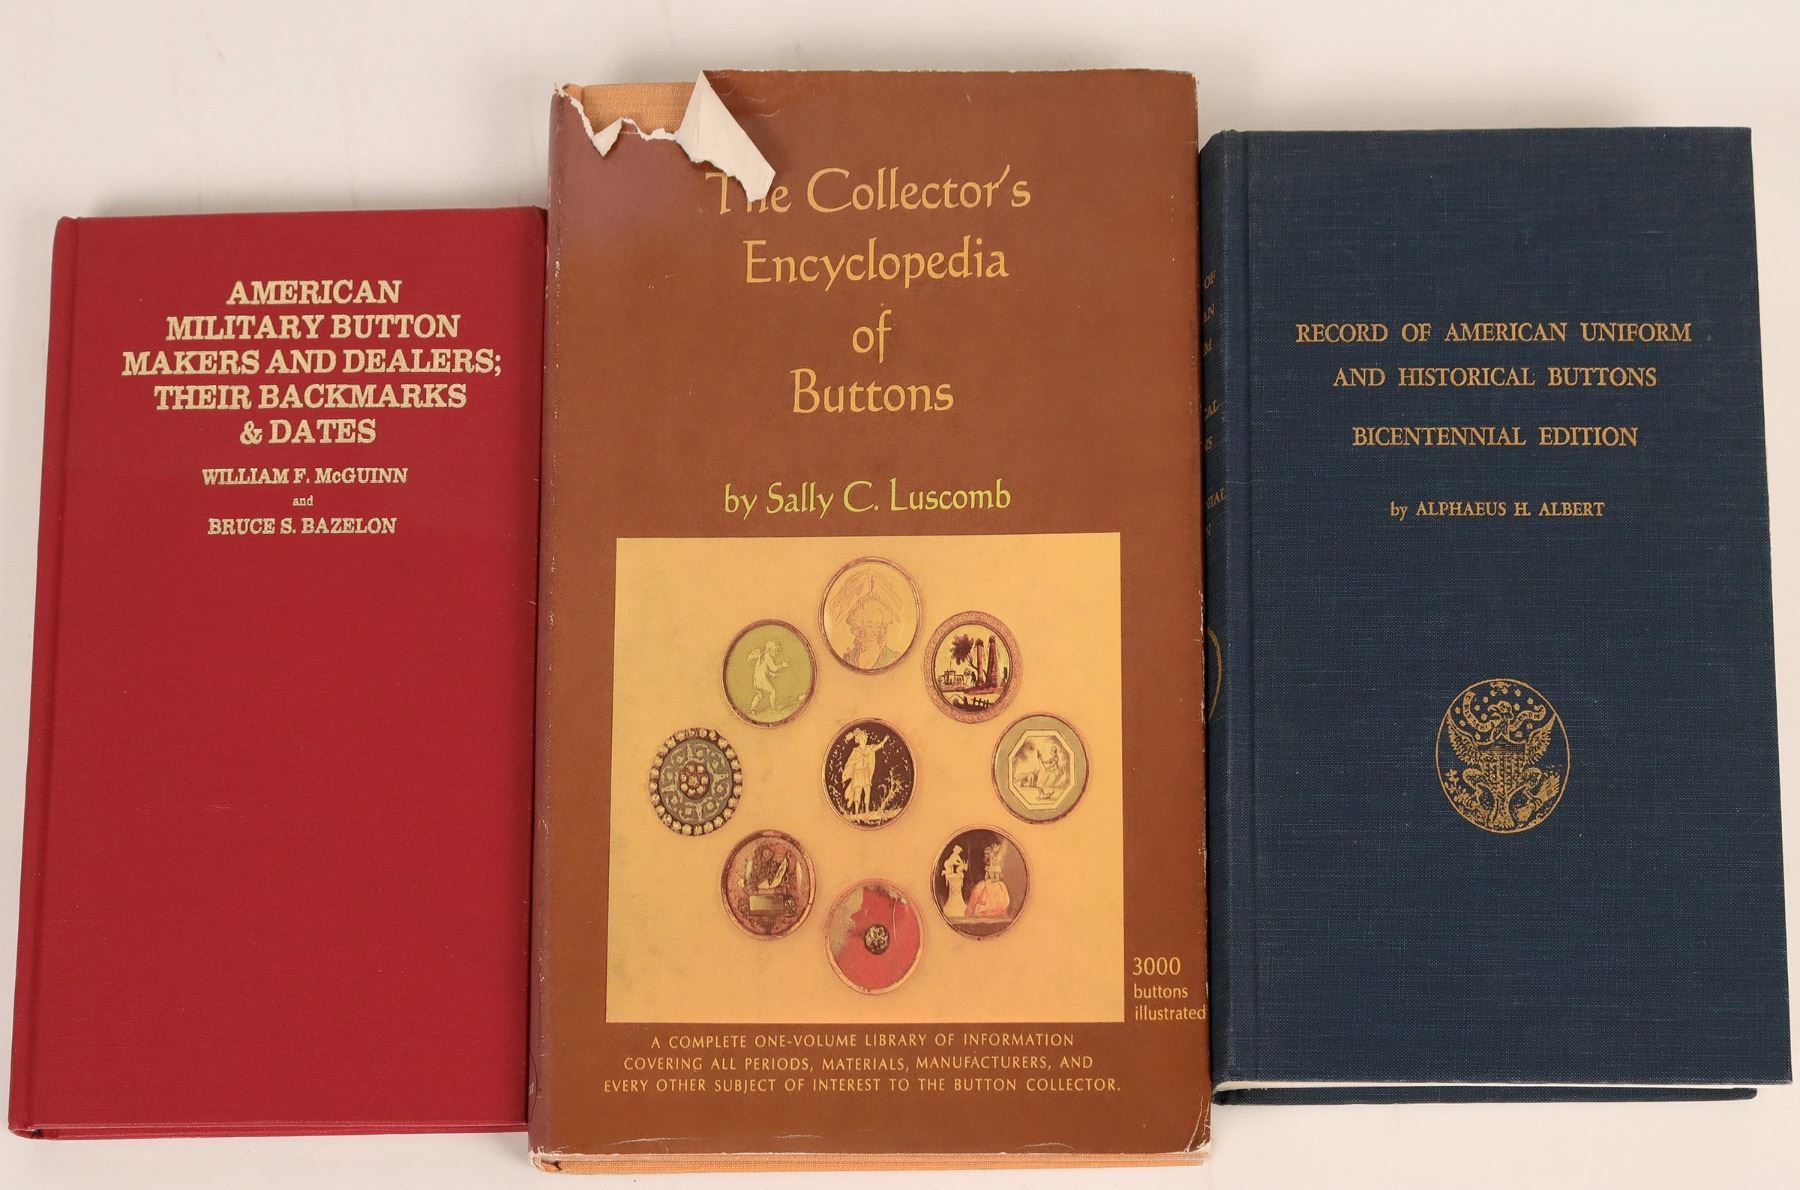 AMERICAN
MILITARY BUTTON
MAKERS AND DEALERS;
THEIR BACKMARKS
& DATES
WILLIAM F. McGUINN
and
BRUCE S. BAZELON
The Collector's
Encyclopedia
of
Buttons
by Sally C. Luscomb
3000
buttons
illustrated
A COMPLETE ONE-VOLUME LIBRARY OF INFORMATION
COVERING ALL PERIODS, MATERIALS, MANUFACTURERS, AND
EVERY OTHER SUBJECT OF INTEREST TO THE BUTTON COLLECTOR.
OF
RECORD OF AMERICAN UNIFORM
AND HISTORICAL BUTTONS
BICENTENNIAL EDITION
by ALPHAEUS H. ALBERT